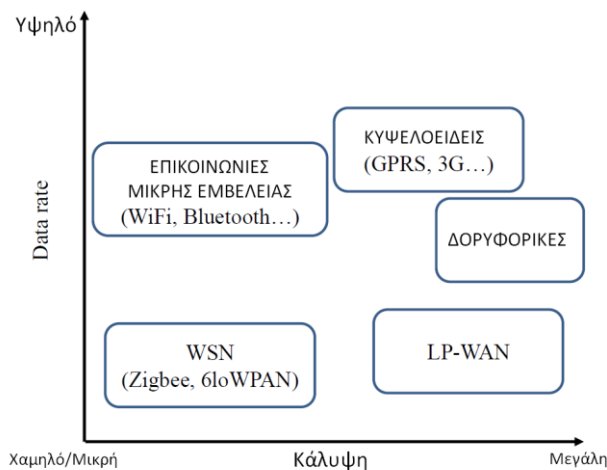 Υψηλό
Data rate
ΚΥΨΕΛΟΕΙΔΕΙΣ
(GPRS, 3G…)
ΕΠΙΚΟΙΝΩΝΙΕΣ
ΜΙΚΡΗΣ ΕΜΒΕΛΕΙΑΣ
(WiFi, Bluetooth…)
ΔΟΡΥΦΟΡΙΚΕΣ
WSN
(Zigbee, 6loWPAN)
LP-WAN
Χαμηλό/Μικρή
Κάλυψη
Μεγάλη